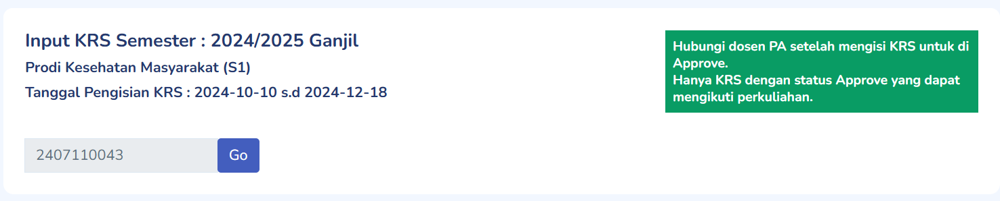 Input KRS Semester : 2024/2025 Ganjil
Prodi Kesehatan Masyarakat (S1)
Tanggal Pengisian KRS : 2024-10-10 s.d 2024-12-18
Hubungi dosen PA setelah mengisi KRS untuk di
Approve.
Hanya KRS dengan status Approve yang dapat
mengikuti perkuliahan.
2407110043
Go